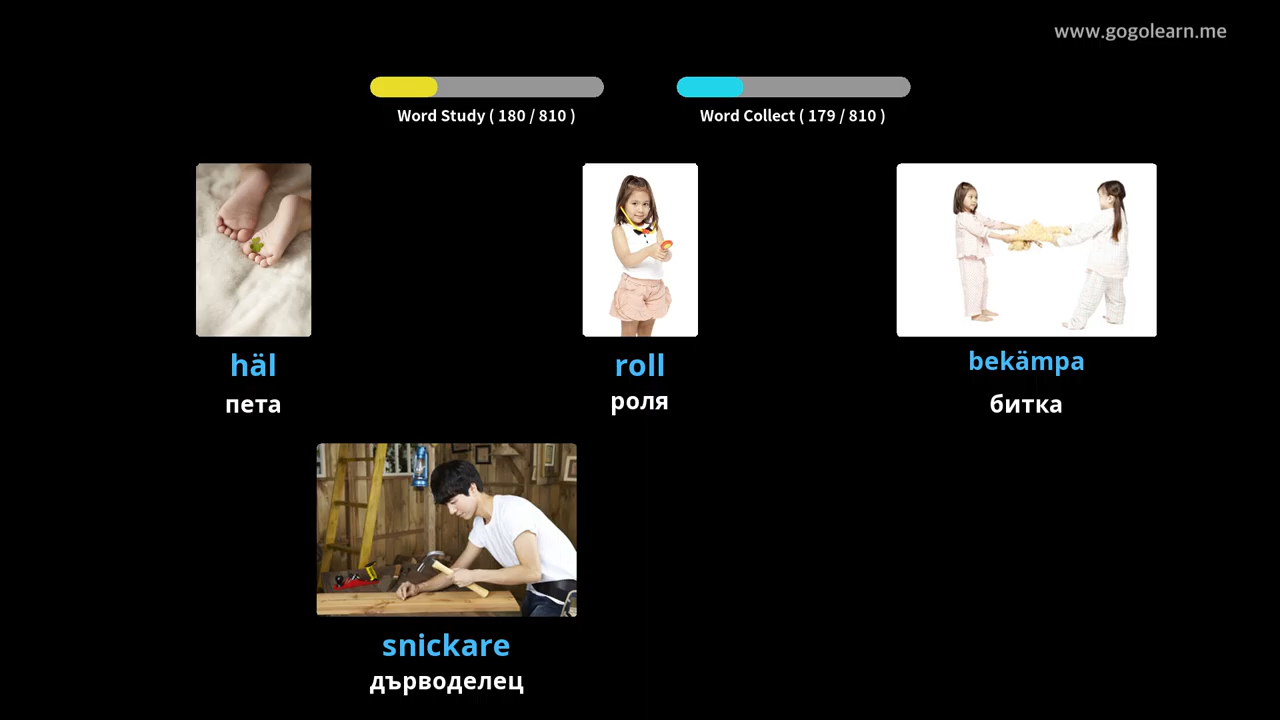 www.gogolearn.me
Word Study ( 180 / 810 )
Word Collect ( 179 / 810 )
häl
roll
bekämpa
пета
роля
битка
snickare
дърводелец